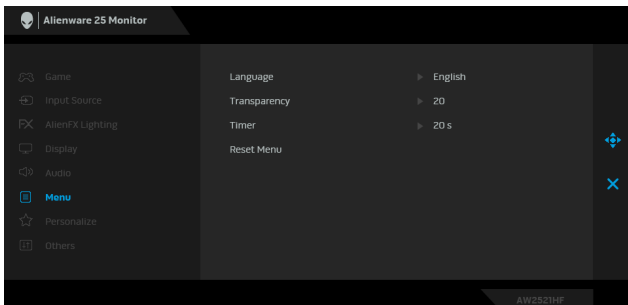 Alienware 25 Monitor
Game
Input Source
FX AlienFX Lighting
Display
Audio
Menu
Personalize
Others
Language English
Transparency 20
Timer 20 s
Reset Menu
AW2521HF